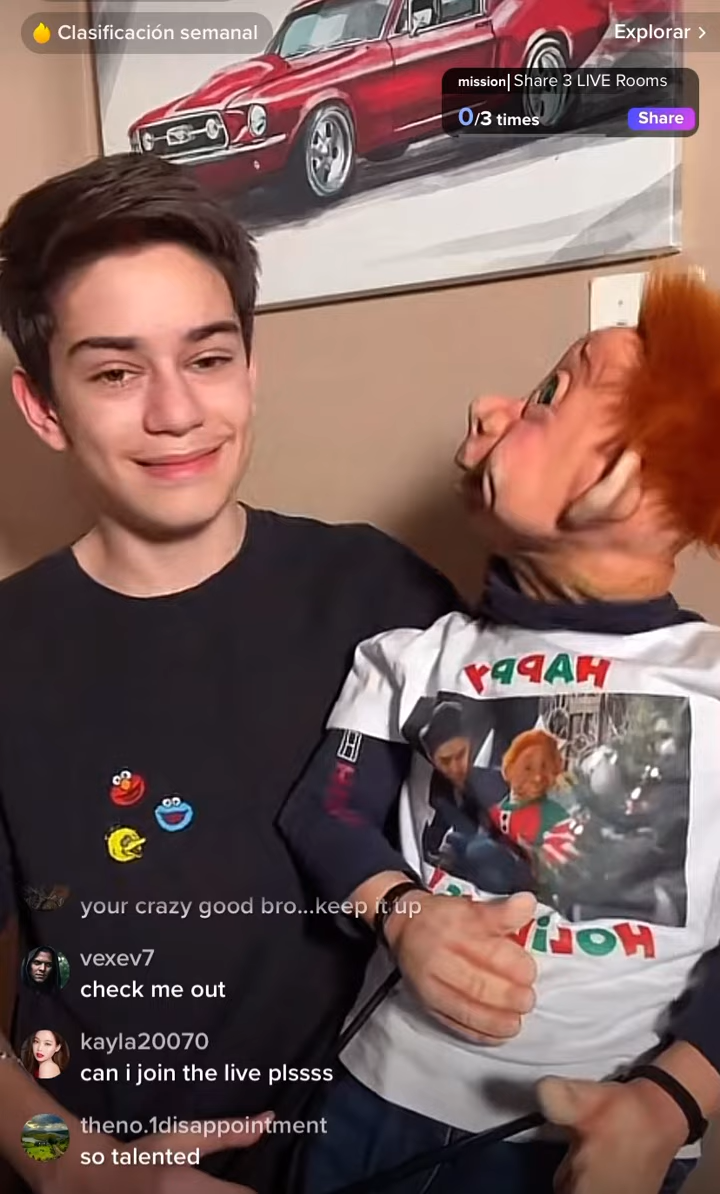 Clasificación semanal
Explorar >
mission| Share 3 LIVE Rooms
0/3 times
Share
HAPPY
your crazy good bro...keep it up
vexev7
check me out
kayla20070
can i join the live plssss
theno.1disappointment
so talented